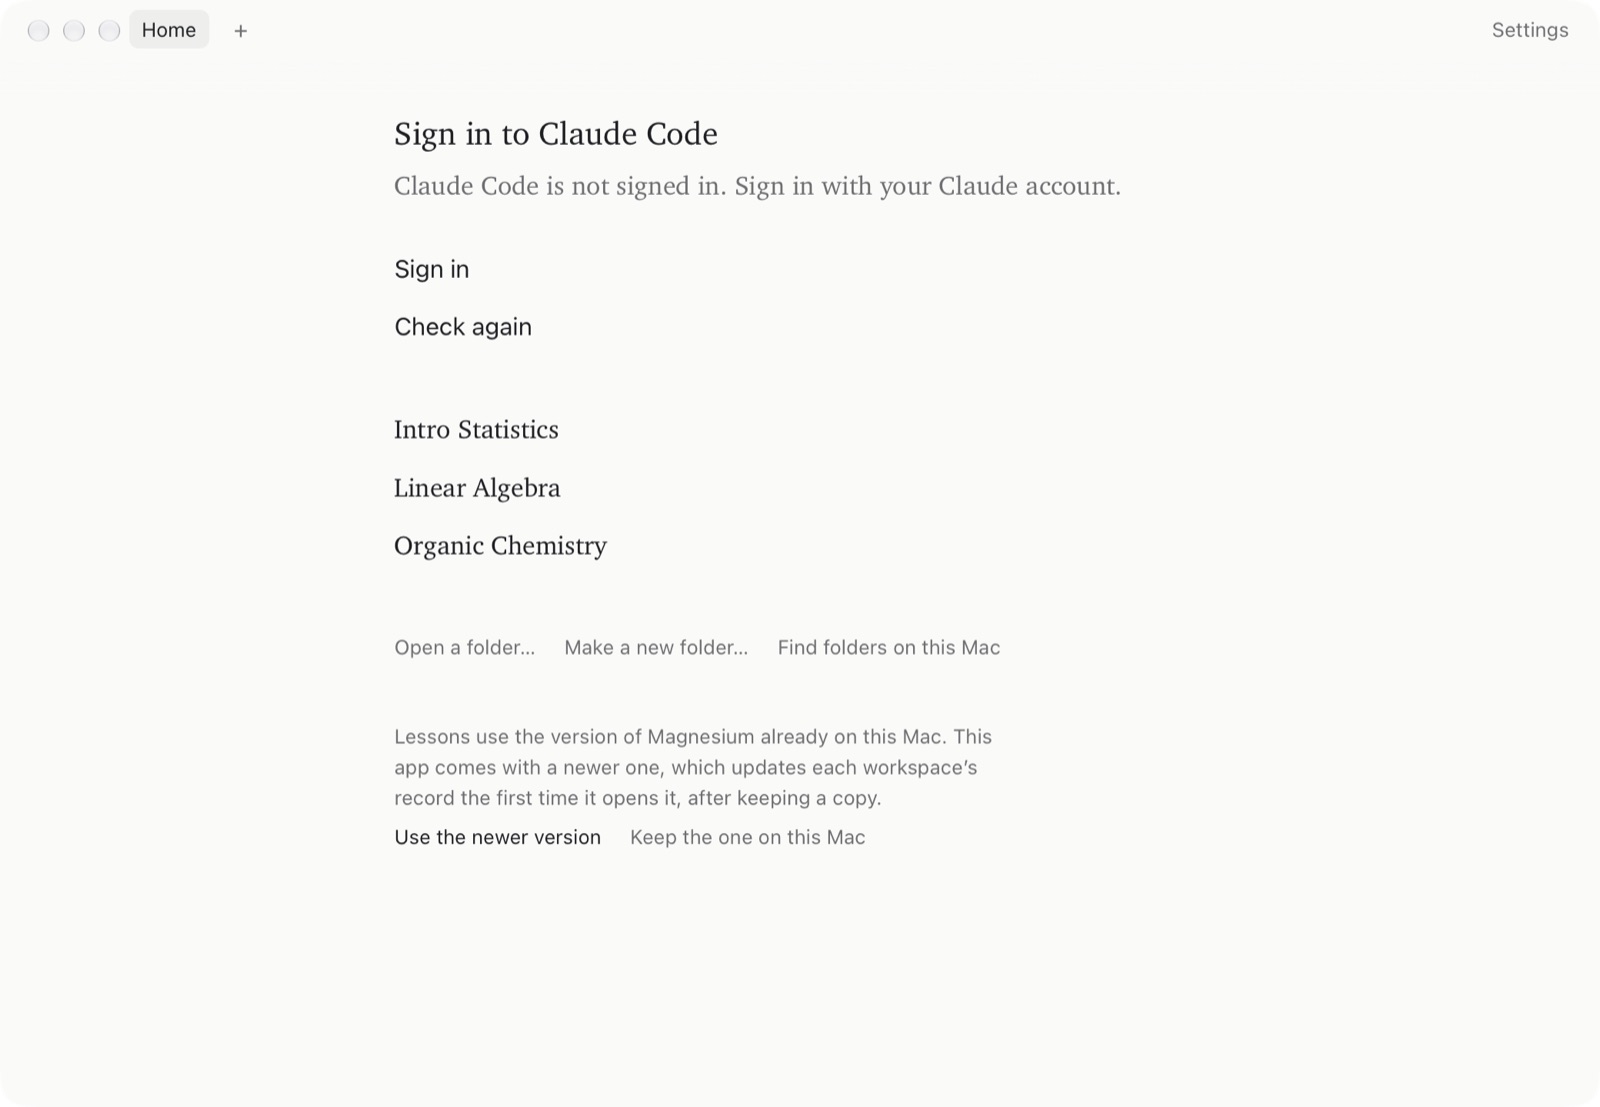 Home + Settings
Sign in to Claude Code
Claude Code is not signed in. Sign in with your Claude account.
Sign in
Check again
Intro Statistics
Linear Algebra
Organic Chemistry
Open a folder... Make a new folder... Find folders on this Mac
Lessons use the version of Magnesium already on this Mac. This
app comes with a newer one, which updates each workspace’s
record the first time it opens it, after keeping a copy.
Use the newer version Keep the one on this Mac